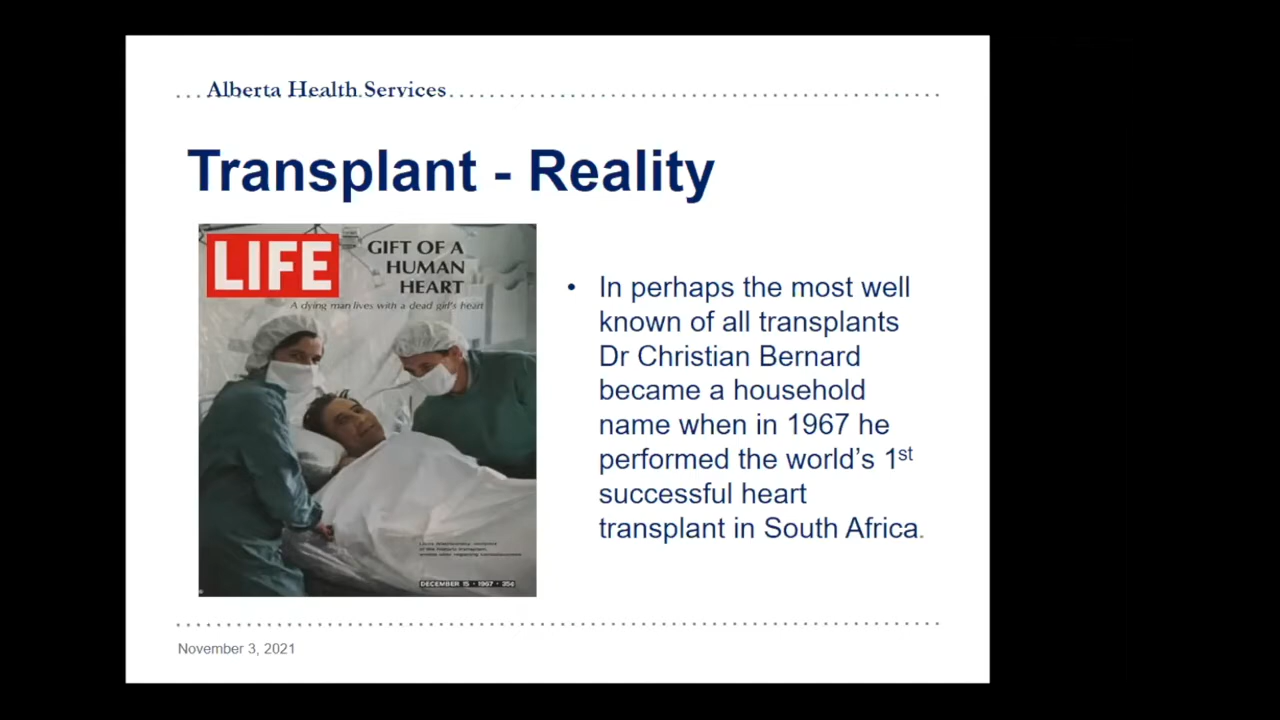 Alberta Health Services
Transplant - Reality
LIFE
GIFT OF A
HUMAN
HEART
A dying man lives with a dead girl's heart
DECEMBER 15 · 1967 · 35¢
• In perhaps the most well
known of all transplants
Dr Christian Bernard
became a household
name when in 1967 he
performed the world's 1st
successful heart
transplant in South Africa.
November 3, 2021